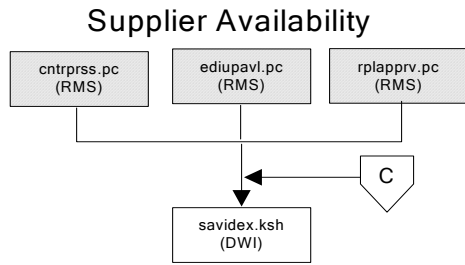 Supplier Availability
cntrprss.pc
(RMS)
ediupavl.pc
(RMS)
rplapprv.pc
(RMS)
C
savidex.ksh
(DWI)